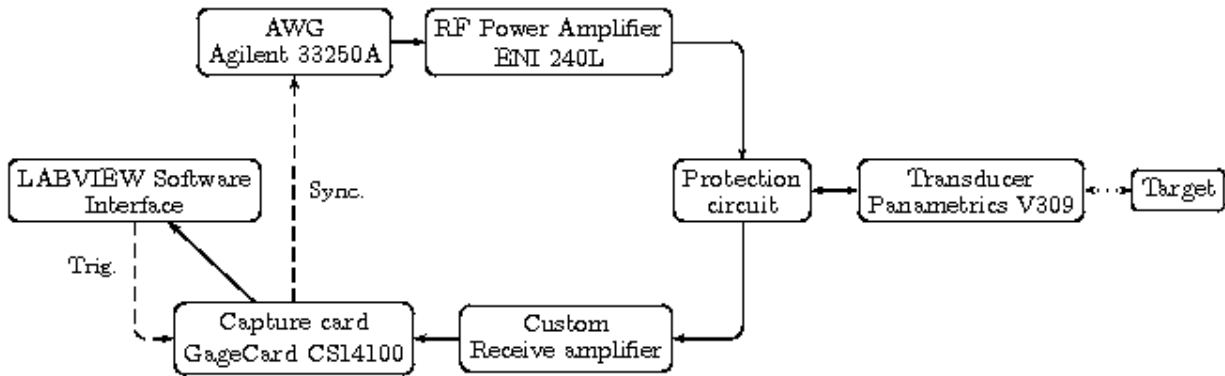 AWG
Agilent 33250A
RF Power Amplifier
ENI 240L
LABVIEW Software
Interface
Sync.
Protection
circuit
Transducer
Panametrics V309
Target
Trig.
Capture card
GageCard CS14100
Custom
Receive amplifier